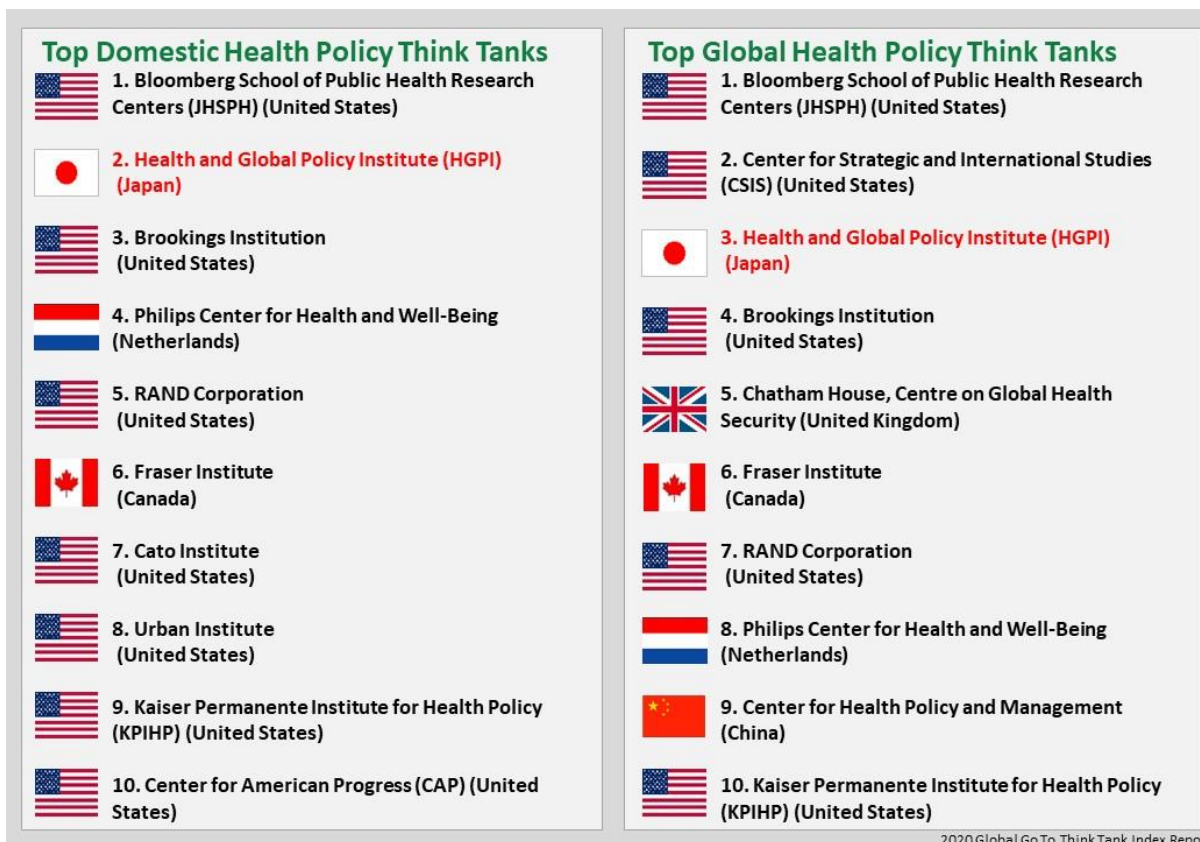 Top Domestic Health Policy Think Tanks
1. Bloomberg School of Public Health Research
Centers (JHSPH) (United States)
2. Health and Global Policy Institute (HGPI)
(Japan)
3. Brookings Institution
(United States)
4. Philips Center for Health and Well-Being
(Netherlands)
5. RAND Corporation
(United States)
6. Fraser Institute
(Canada)
7. Cato Institute
(United States)
8. Urban Institute
(United States)
9. Kaiser Permanente Institute for Health Policy
(KPIHP) (United States)
10. Center for American Progress (CAP) (United
States)
Top Global Health Policy Think Tanks
1. Bloomberg School of Public Health Research
Centers (JHSPH) (United States)
2. Center for Strategic and International Studies
(CSIS) (United States)
3. Health and Global Policy Institute (HGPI)
(Japan)
4. Brookings Institution
(United States)
5. Chatham House, Centre on Global Health
Security (United Kingdom)
6. Fraser Institute
(Canada)
7. RAND Corporation
(United States)
8. Philips Center for Health and Well-Being
(Netherlands)
9. Center for Health Policy and Management
(China)
10. Kaiser Permanente Institute for Health Policy
(KPIHP) (United States)
2020 Global Go To Think Tank Index Repo